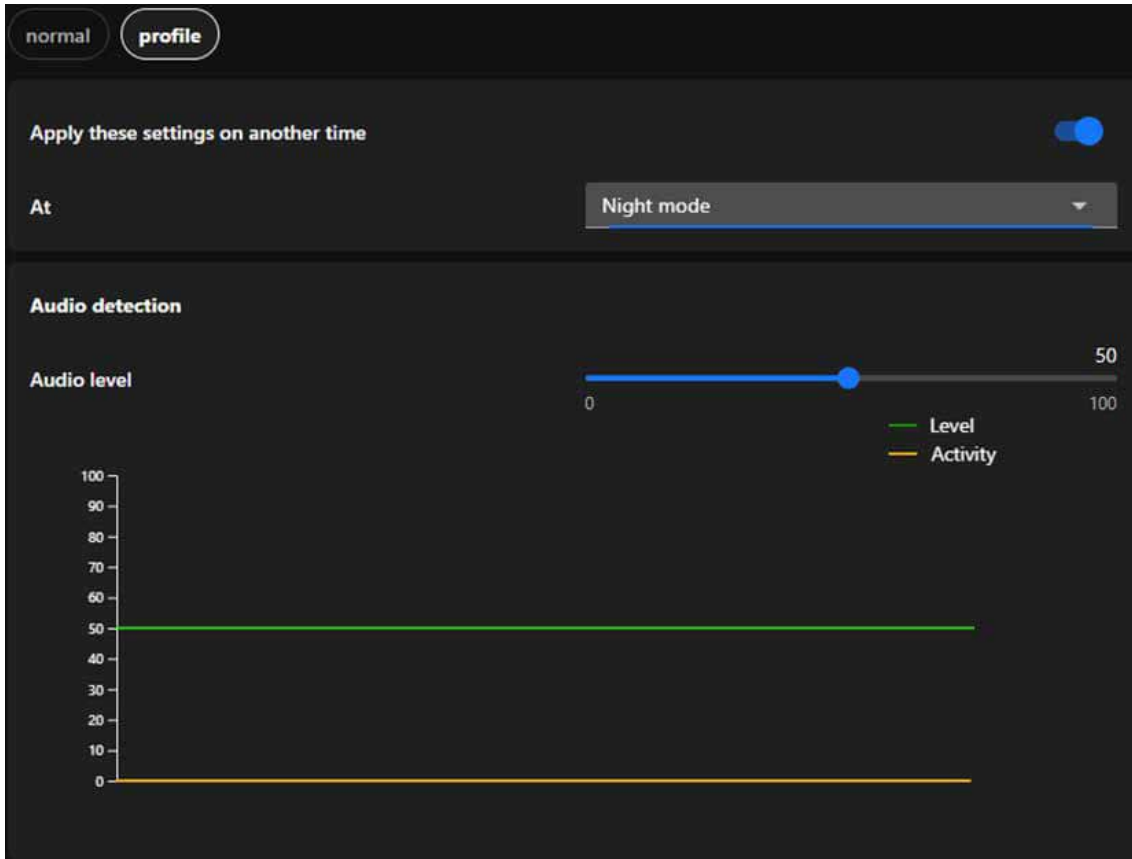 normal profile
Apply these settings on another time
At Night mode
Audio detection
50
Audio level
0 100
Level
Activity
100
90
80
70
60
50
40
30
20
10
0